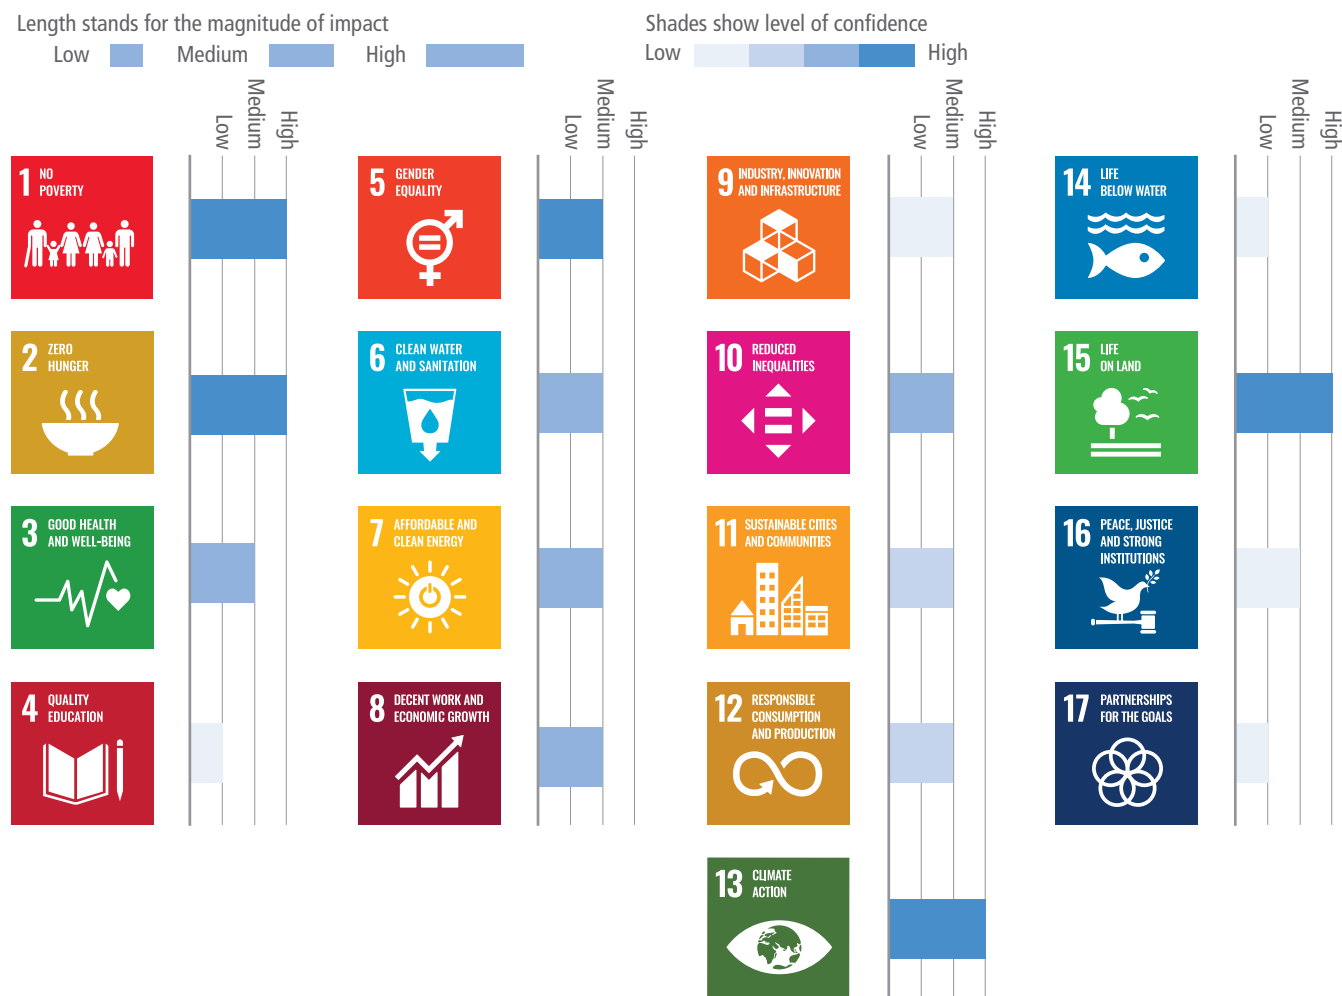 Length stands for the magnitude of impact
Low Medium High
Shades show level of confidence
Low High
Low Medium High
Low Medium High
Low Medium High
Low Medium High
1 NO
POVERTY
5 GENDER
EQUALITY
9 INDUSTRY, INNOVATION
AND INFRASTRUCTURE
14 LIFE
BELOW WATER
2 ZERO
HUNGER
6 CLEAN WATER
AND SANITATION
10 REDUCED
INEQUALITIES
15 LIFE
ON LAND
3 GOOD HEALTH
AND WELL-BEING
7 AFFORDABLE AND
CLEAN ENERGY
11 SUSTAINABLE CITIES
AND COMMUNITIES
16 PEACE, JUSTICE
AND STRONG
INSTITUTIONS
4 QUALITY
EDUCATION
8 DECENT WORK AND
ECONOMIC GROWTH
12 RESPONSIBLE
CONSUMPTION
AND PRODUCTION
17 PARTNERSHIPS
FOR THE GOALS
13 CLIMATE
ACTION